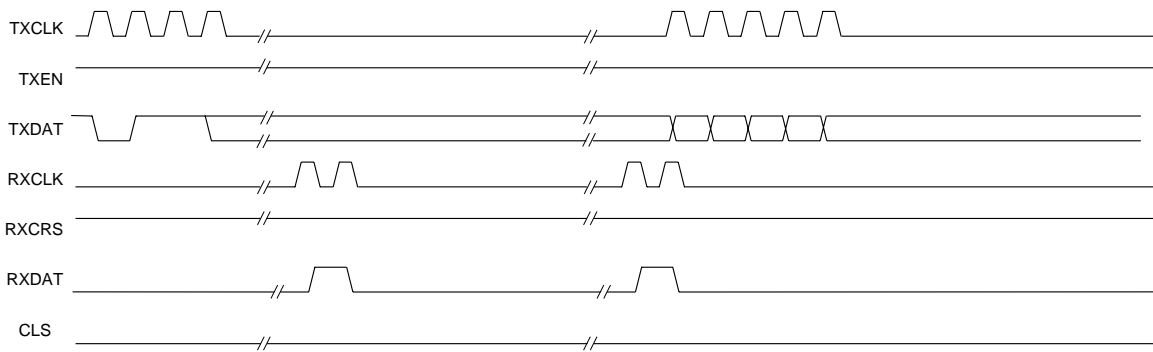 TXCLK
TXEN
TXDAT
RXCLK
RXCRS
RXDAT
CLS